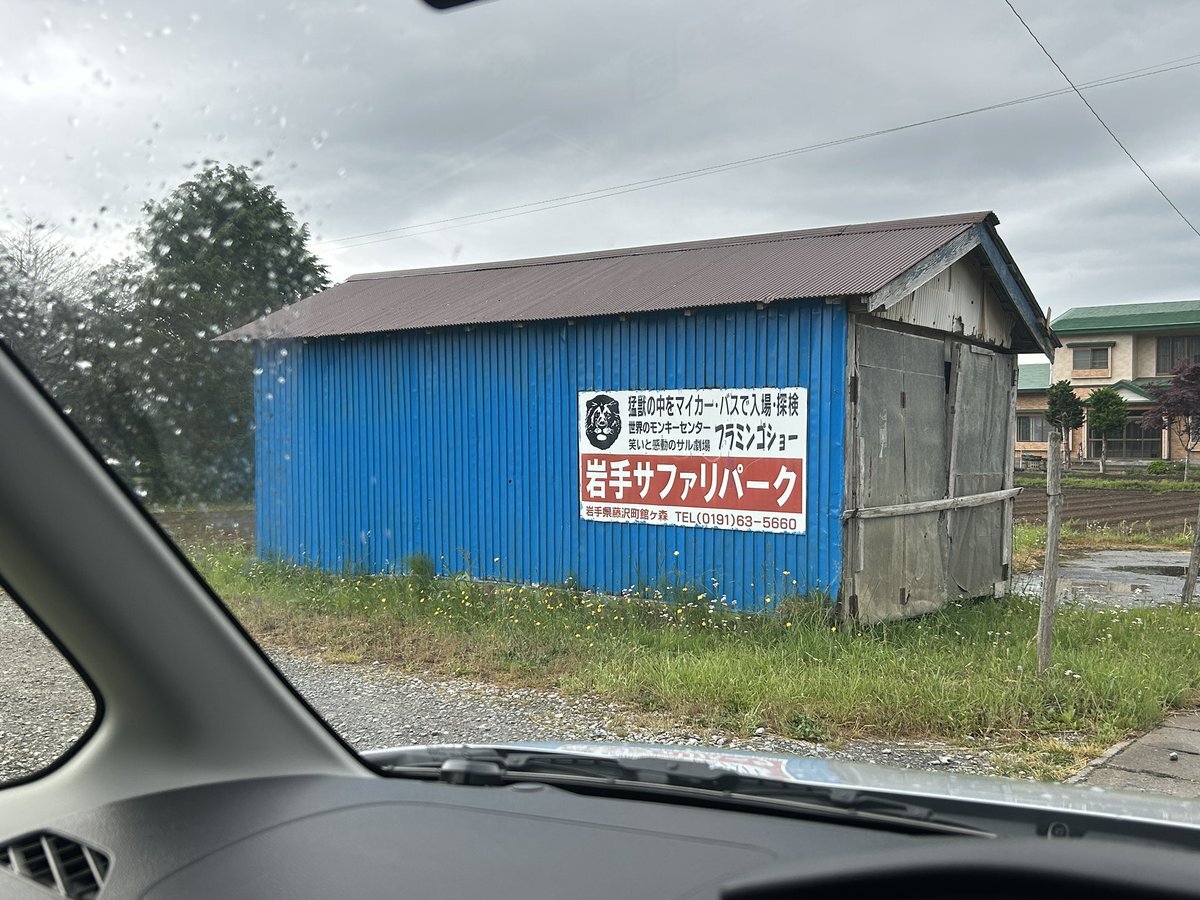 猛獣の中をマイカー・バスで入場・探検
世界のモンキーセンター
笑いと感動のサル劇場
フラミンゴショー
岩手サファリパーク
岩手県藤沢町館ヶ森 TEL(0191)63-5660